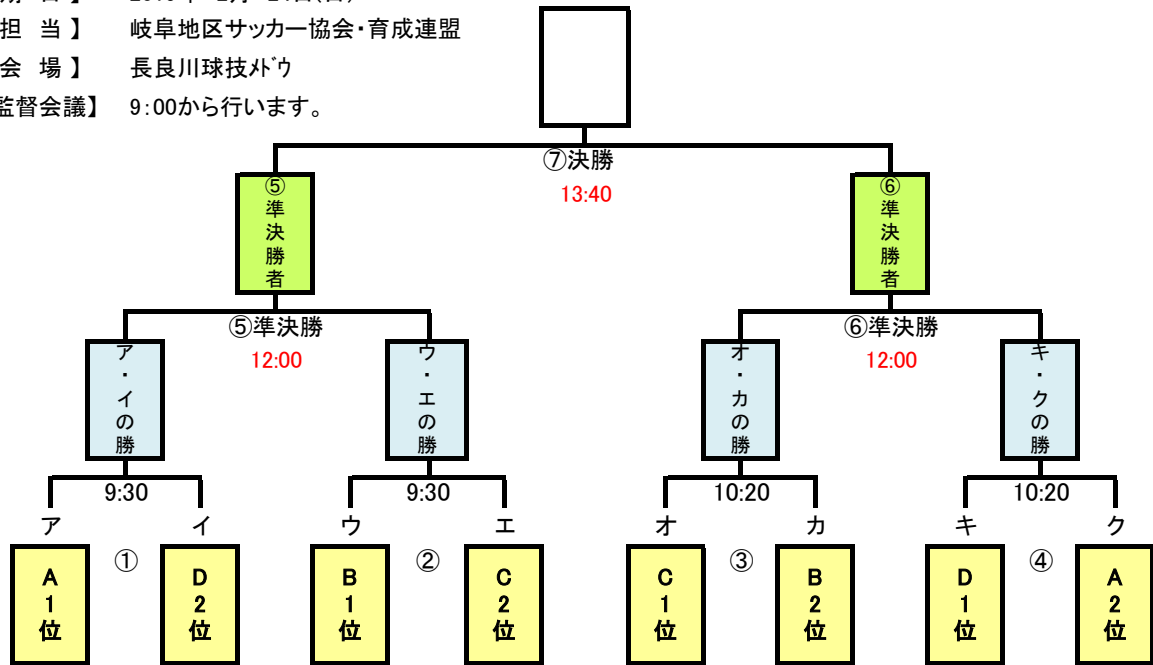 担 当 】 岐阜地区サッカー協会・育成連盟
会 場 】 長良川球技ﾒﾄﾞｳ
監督会議】 9:00から行います。
⑦決勝
13:40
⑤準決勝者
⑥準決勝者
⑤準決勝
12:00
⑥準決勝
12:00
ア・イの勝
ウ・エの勝
オ・カの勝
キ・クの勝
9:30
9:30
10:20
10:20
ア
イ
ウ
エ
オ
カ
キ
ク
①
②
③
④
A1位
D2位
B1位
C2位
C1位
B2位
D1位
A2位